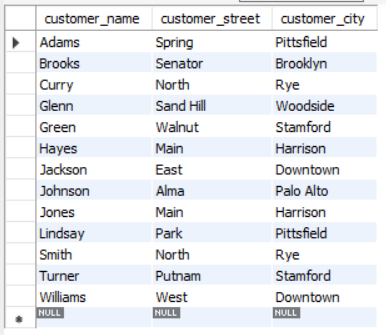 customer_name customer_street customer_city
Adams Spring Pittsfield
Brooks Senator Brooklyn
Curry North Rye
Glenn Sand Hill Woodside
Green Walnut Stamford
Hayes Main Harrison
Jackson East Downtown
Johnson Alma Palo Alto
Jones Main Harrison
Lindsay Park Pittsfield
Smith North Rye
Turner Putnam Stamford
Williams West Downtown
NULL NULL NULL